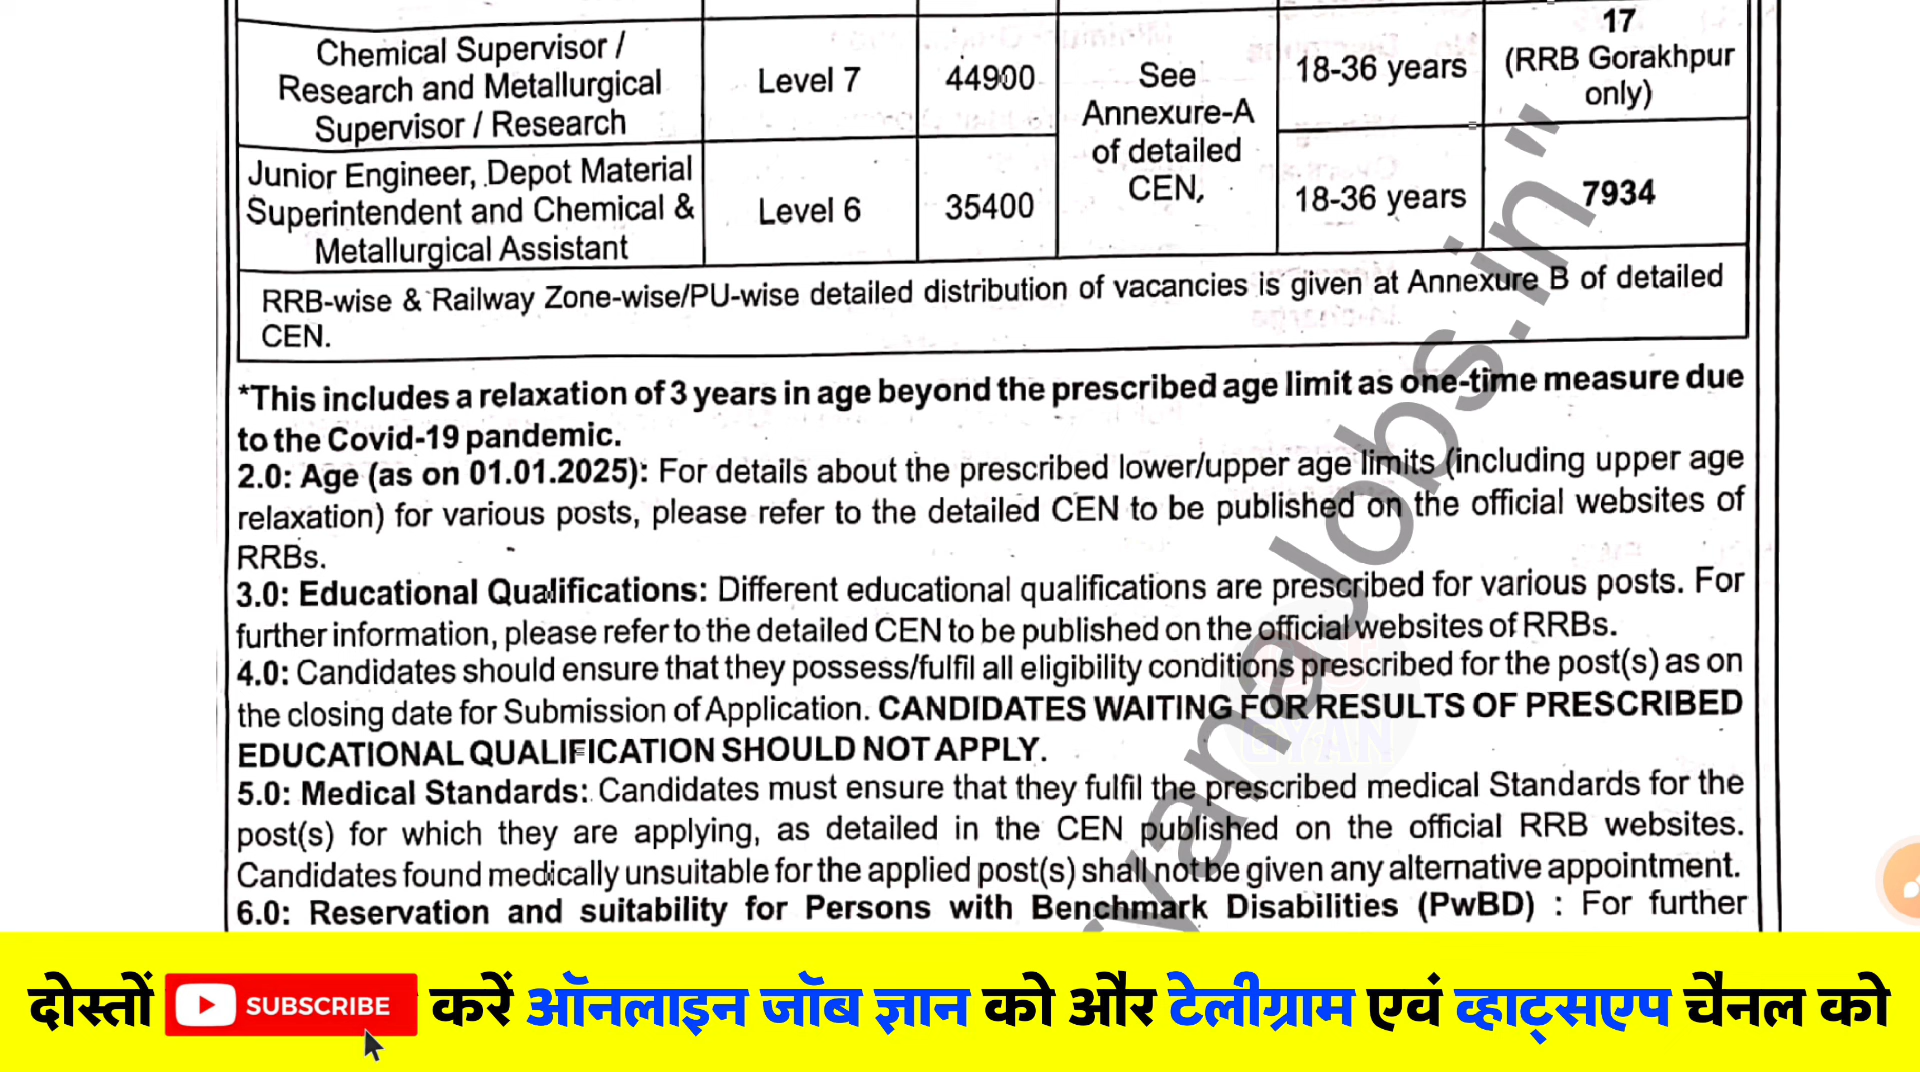 Chemical Supervisor /
Research and Metallurgical
Supervisor / Research
Level 7
44900
See
Annexure-A
of detailed
CEN,
18-36 years
17
(RRB Gorakhpur
only)
Junior Engineer, Depot Material
Superintendent and Chemical &
Metallurgical Assistant
Level 6
35400
18-36 years
7934
RRB-wise & Railway Zone-wise/PU-wise detailed distribution of vacancies is given at Annexure B of detailed
CEN.
*This includes a relaxation of 3 years in age beyond the prescribed age limit as one-time measure due
to the Covid-19 pandemic.
2.0: Age (as on 01.01.2025): For details about the prescribed lower/upper age limits (including upper age
relaxation) for various posts, please refer to the detailed CEN to be published on the official websites of
RRBs.
3.0: Educational Qualifications: Different educational qualifications are prescribed for various posts. For
further information, please refer to the detailed CEN to be published on the official websites of RRBs.
4.0: Candidates should ensure that they possess/fulfil all eligibility conditions prescribed for the post(s) as on
the closing date for Submission of Application. CANDIDATES WAITING FOR RESULTS OF PRESCRIBED
EDUCATIONAL QUALIFICATION SHOULD NOT APPLY.
5.0: Medical Standards: Candidates must ensure that they fulfil the prescribed medical Standards for the
post(s) for which they are applying, as detailed in the CEN published on the official RRB websites.
Candidates found medically unsuitable for the applied post(s) shall not be given any alternative appointment.
6.0: Reservation and suitability for Persons with Benchmark Disabilities (PwBD) : For further
yanaJobs.in"
GYAN
दोस्तों SUBSCRIBE करें ऑनलाइन जॉब ज्ञान को और टेलीग्राम एवं व्हाट्सएप चैनल को